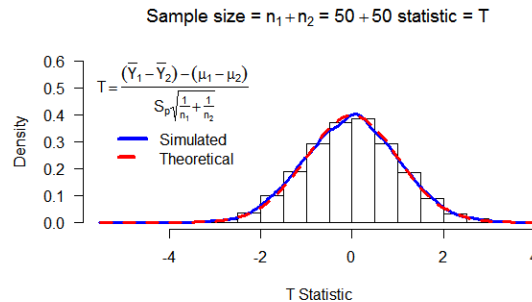 Sample size = n₁ + n₂ = 50 + 50 statistic = T
Density
0.6
0.5
0.4
0.3
0.2
0.1
0.0
T = (Ȳ₁ − Ȳ₂) − (μ₁ − μ₂) / Sₚ√(1/n₁ + 1/n₂)
Simulated
Theoretical
-4 -2 0 2 4
T Statistic